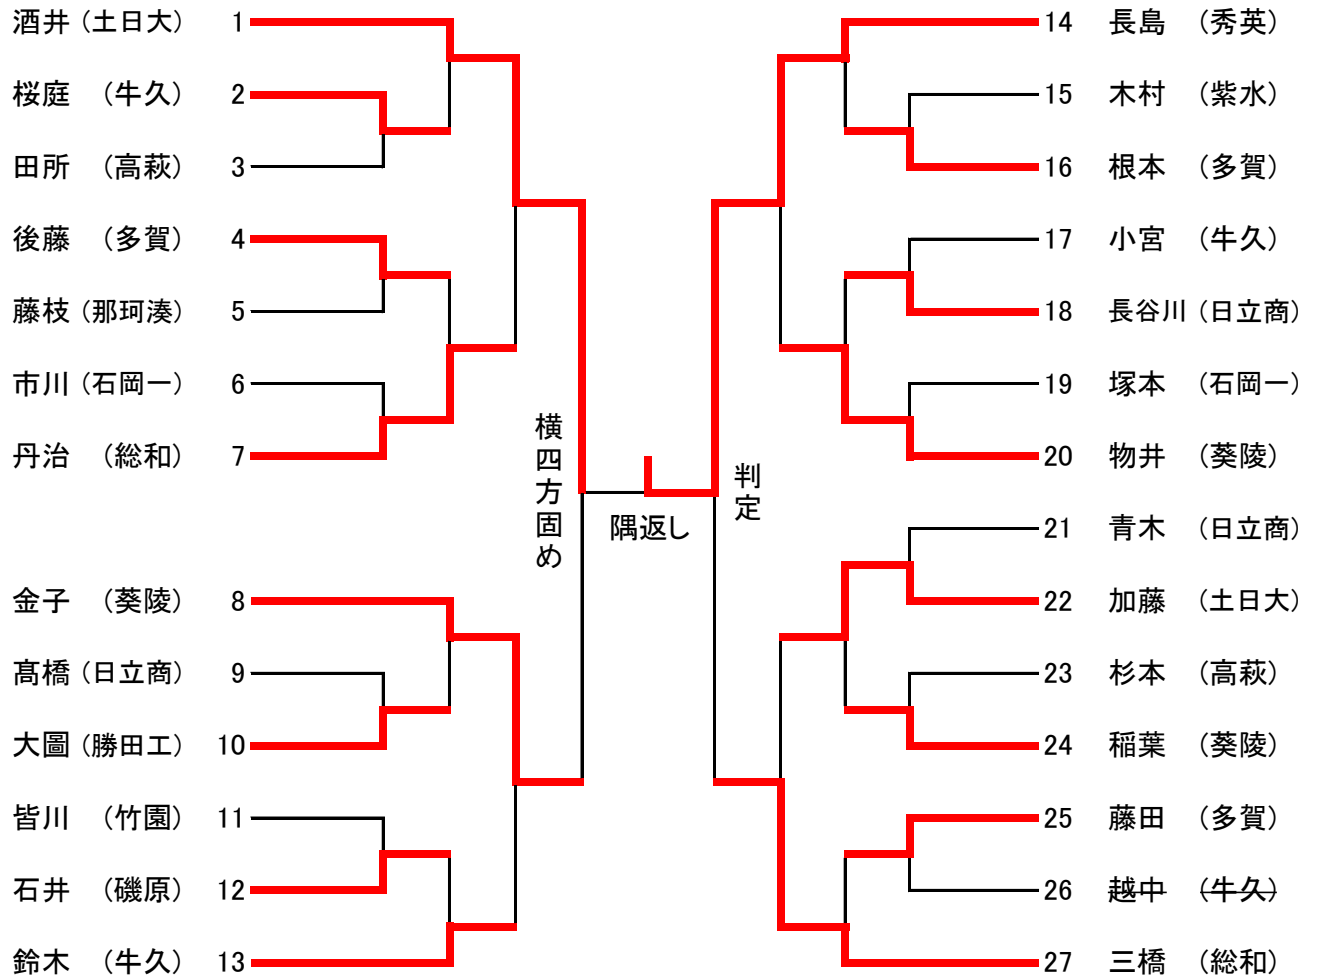 酒井（土日大） 1
桜庭 （牛久） 2
田所 （高萩） 3
後藤 （多賀） 4
藤枝（那珂湊） 5
市川（石岡一） 6
丹治 （総和） 7
金子 （葵陵） 8
髙橋（日立商） 9
大圖（勝田工） 10
皆川 （竹園） 11
石井 （磯原） 12
鈴木 （牛久） 13
横四方固め
隅返し
判定
14 長島 （秀英）
15 木村 （紫水）
16 根本 （多賀）
17 小宮 （牛久）
18 長谷川（日立商）
19 塚本 （石岡一）
20 物井 （葵陵）
21 青木 （日立商）
22 加藤 （土日大）
23 杉本 （高萩）
24 稲葉 （葵陵）
25 藤田 （多賀）
26 越中 （牛久）
27 三橋 （総和）